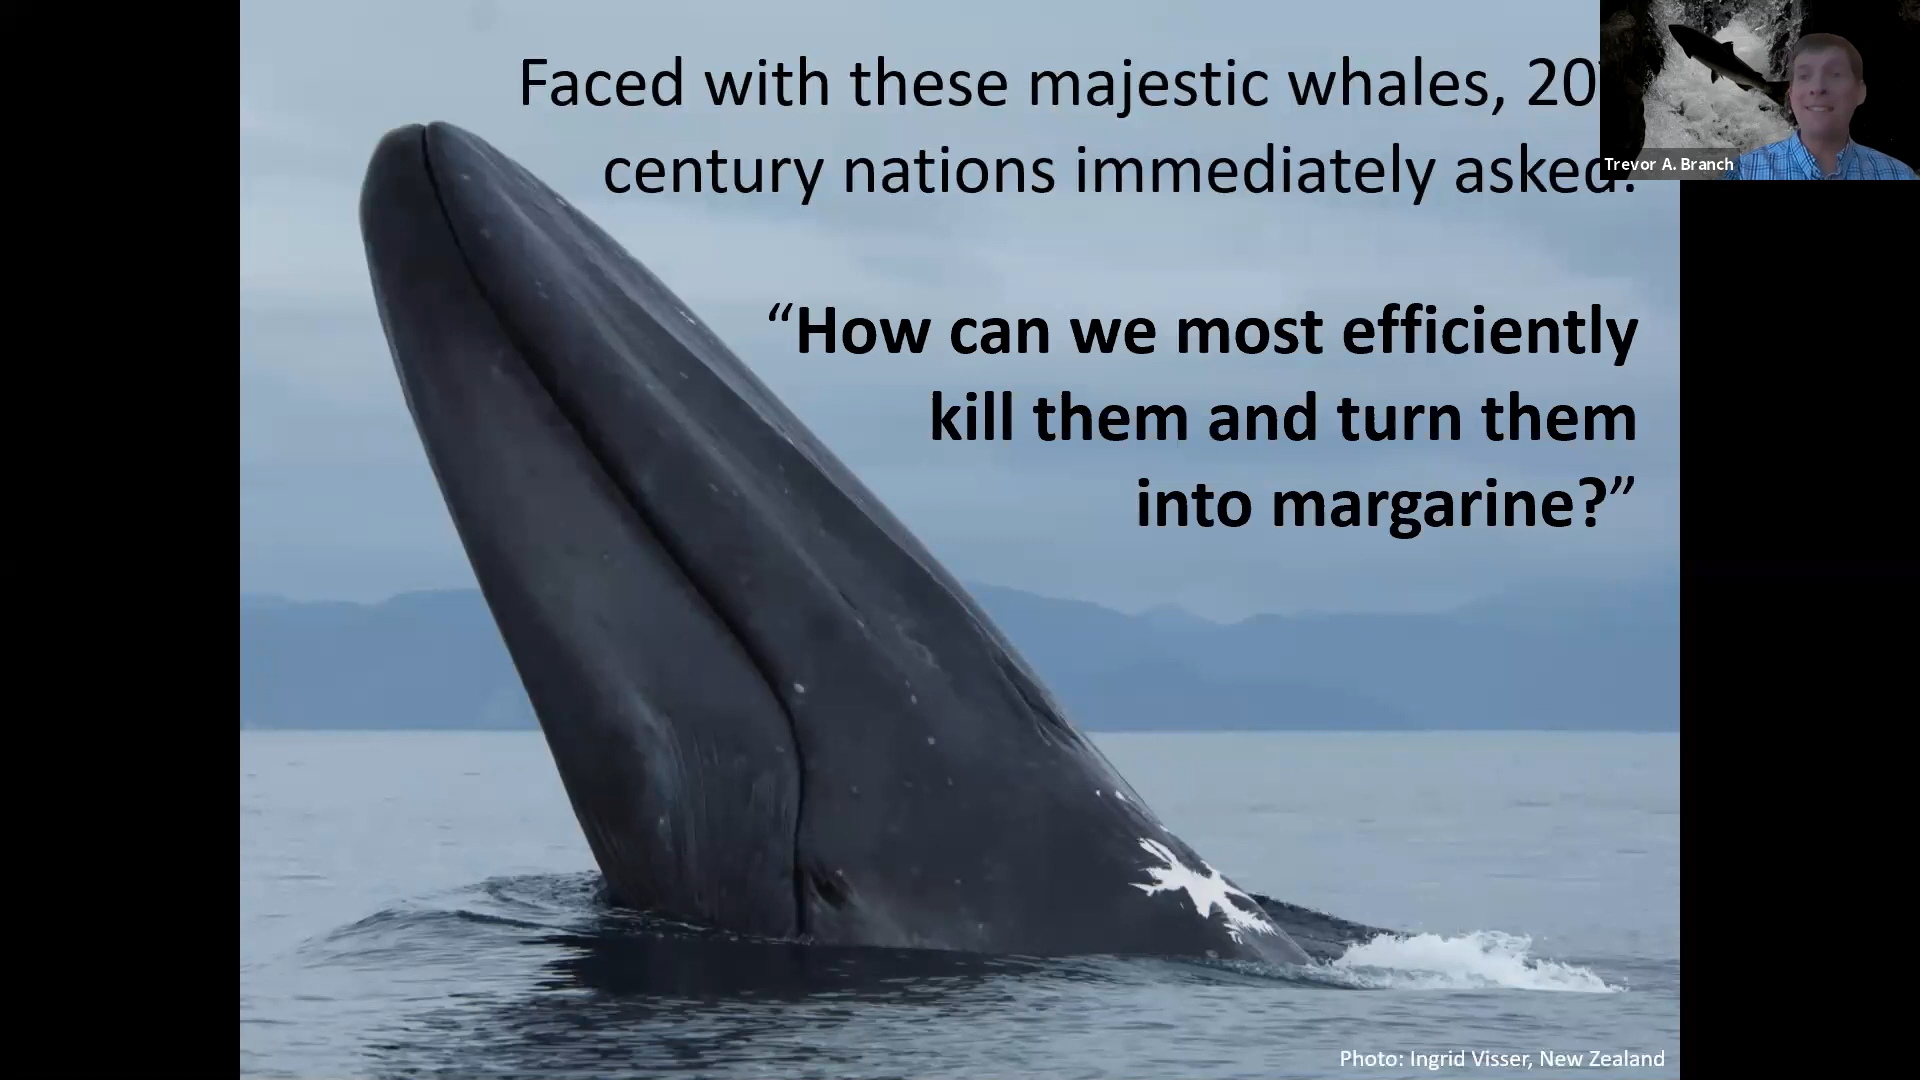 Faced with these majestic whales, 20
century nations immediately asked:
“How can we most efficiently
kill them and turn them
into margarine?”
Trevor A. Branch
Photo: Ingrid Visser, New Zealand